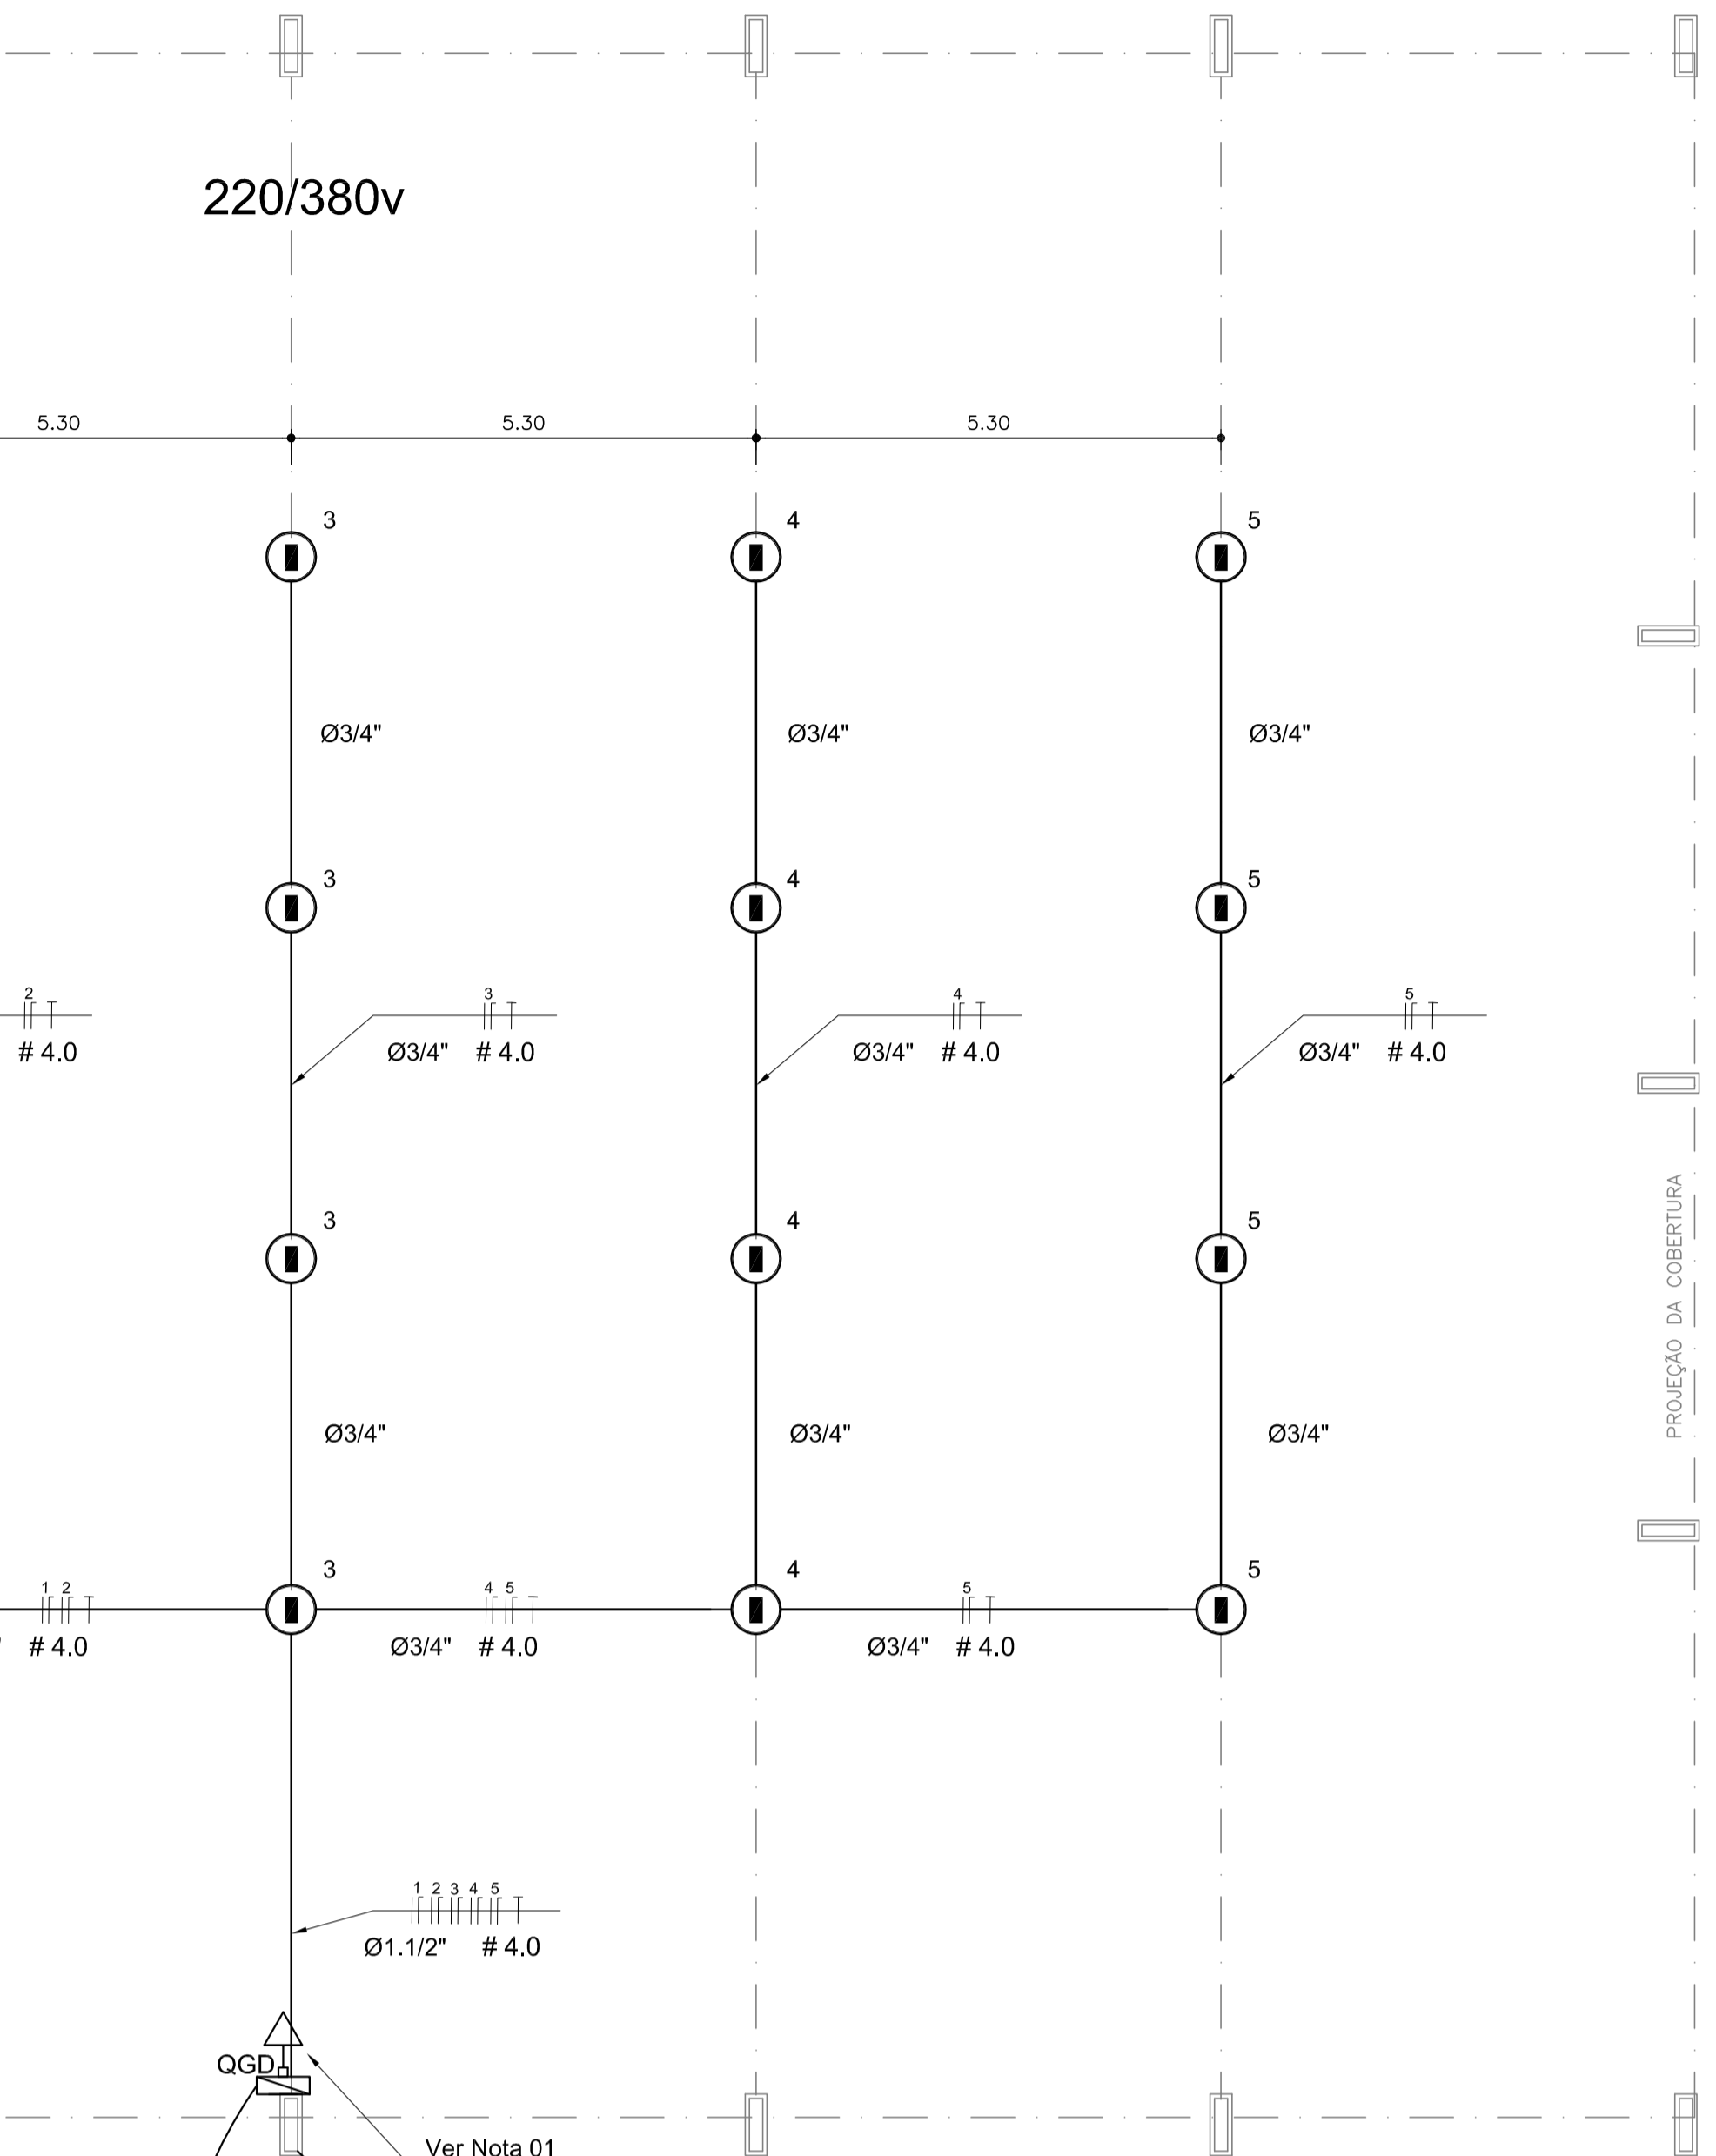 220/380v
5.30 5.30 5.30
3 4 5
Ø3/4" Ø3/4" Ø3/4"
3 4 5
2 3 4 5
# 4.0 Ø3/4" # 4.0 Ø3/4" # 4.0 Ø3/4" # 4.0
3 4 5
PROJEÇÃO DA COBERTURA
Ø3/4" Ø3/4" Ø3/4"
3 4 5
1 2 4 5 5
" # 4.0 Ø3/4" # 4.0 Ø3/4" # 4.0
1 2 3 4 5
Ø1.1/2" # 4.0
QGD
Ver Nota 01